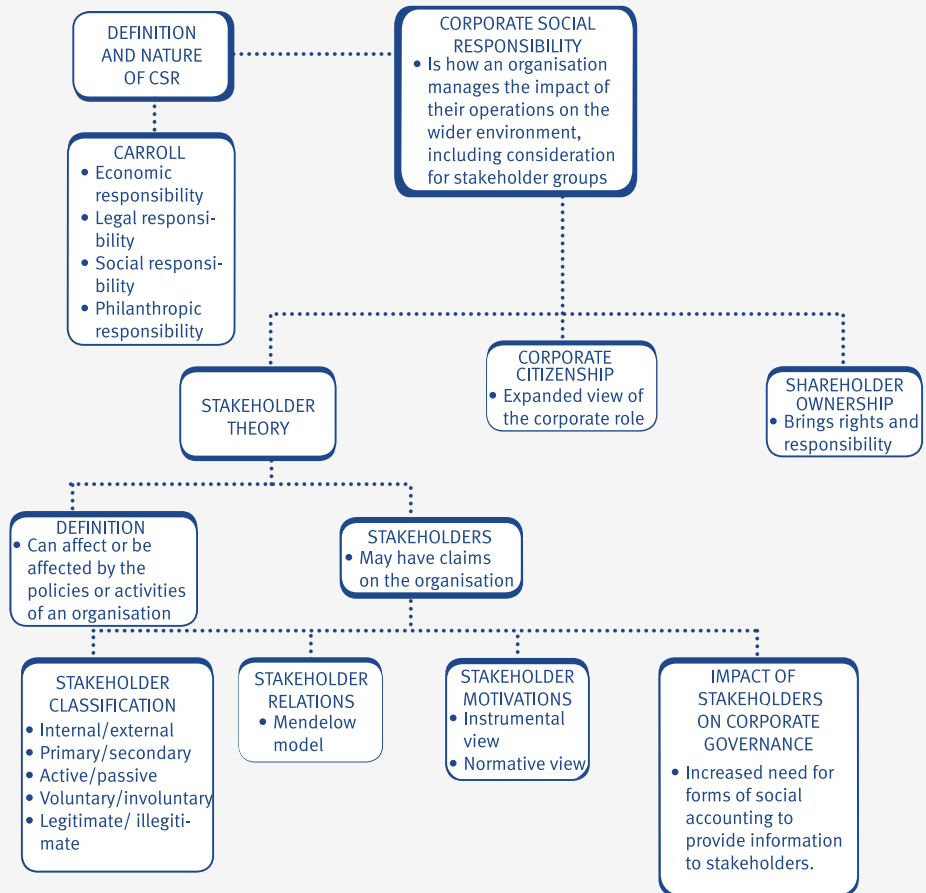 DEFINITION
AND NATURE
OF CSR
CORPORATE SOCIAL
RESPONSIBILITY
• Is how an organisation
manages the impact of
their operations on the
wider environment,
including consideration
for stakeholder groups
CARROLL
• Economic
responsibility
• Legal responsi-
bility
• Social responsi-
bility
• Philanthropic
responsibility
STAKEHOLDER
THEORY
CORPORATE
CITIZENSHIP
• Expanded view of
the corporate role
SHAREHOLDER
OWNERSHIP
• Brings rights and
responsibility
DEFINITION
• Can affect or be
affected by the
policies or activities
of an organisation
STAKEHOLDERS
• May have claims
on the organisation
STAKEHOLDER
CLASSIFICATION
• Internal/external
• Primary/secondary
• Active/passive
• Voluntary/involuntary
• Legitimate/ illegiti-
mate
STAKEHOLDER
RELATIONS
• Mendelow
model
STAKEHOLDER
MOTIVATIONS
• Instrumental
view
• Normative view
IMPACT OF
STAKEHOLDERS
ON CORPORATE
GOVERNANCE
• Increased need for
forms of social
accounting to
provide information
to stakeholders.